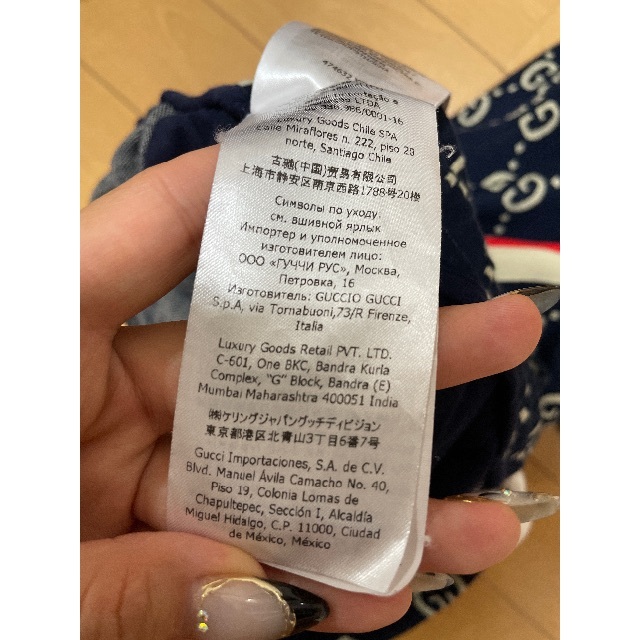 474632
LTDA
Luxury Goods Chile SPA
Calle Miraflores n. 222, piso 28
norte, Santiago Chile
古驰(中国)贸易有限公司
上海市静安区南京西路1788号20楼
Символы по уходу:
см. вшивной ярлык
Импортер и уполномоченное
изготовителем лицо:
ООО «ГУЧЧИ РУС», Москва,
Петровка, 16
Изготовитель: GUCCIO GUCCI
S.p.A, via Tornabuoni,73/R Firenze,
Italia
Luxury Goods Retail PVT. LTD.
C-601, One BKC, Bandra Kurla
Complex, "G" Block, Bandra (E)
Mumbai Maharashtra 400051 India
㈱ケリングジャパングッチディビジョン
東京都港区北青山3丁目6番7号
Gucci Importaciones, S.A. de C.V.
Blvd. Manuel Ávila Camacho No. 40,
Piso 19, Colonia Lomas de
Chapultepec, Sección I, Alcaldía
Miguel Hidalgo, C.P. 11000, Ciudad
de México, México